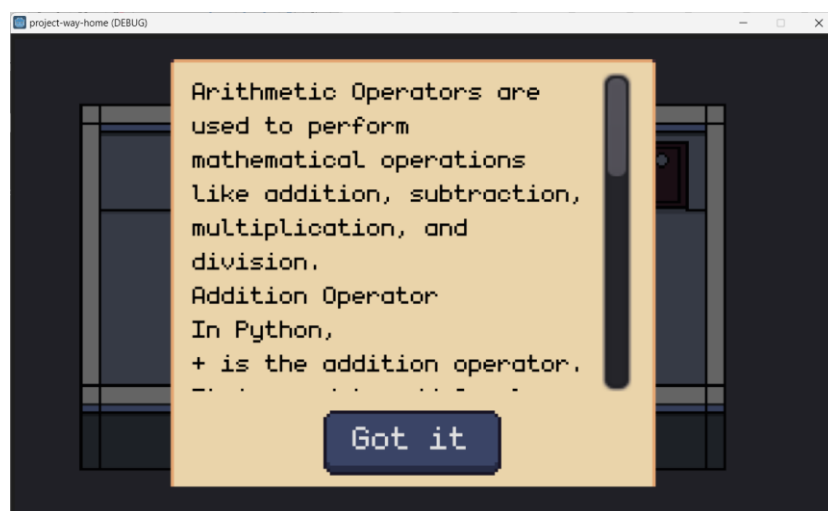 project-way-home (DEBUG)
Arithmetic Operators are
used to perform
mathematical operations
like addition, subtraction,
multiplication, and
division.
Addition Operator
In Python,
+ is the addition operator.
Got it